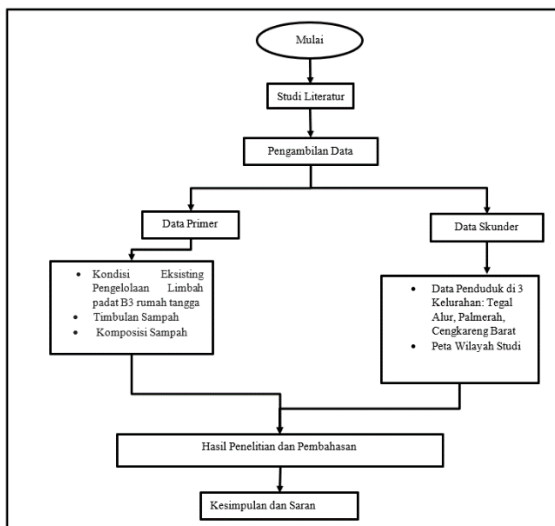 Mulai
Studi Literatur
Pengambilan Data
Data Primer
Data Skunder
• Kondisi Eksisting
Pengelolaan Limbah
padat B3 rumah tangga
• Timbulan Sampah
• Komposisi Sampah
• Data Penduduk di 3
Kelurahan: Tegal
Alur, Palmerah,
Cengkareng Barat
• Peta Wilayah Studi
Hasil Penelitian dan Pembahasan
Kesimpulan dan Saran